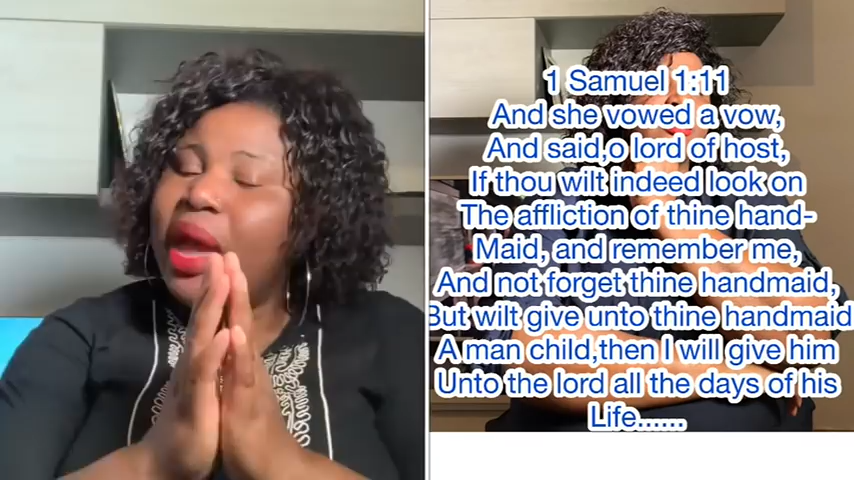 1 Samuel 1:11
And she vowed a vow,
And said,o lord of host,
If thou wilt indeed look on
The affliction of thine hand-
Maid, and remember me,
And not forget thine handmaid,
But wilt give unto thine handmaid
A man child,then I will give him
Unto the lord all the days of his
Life......